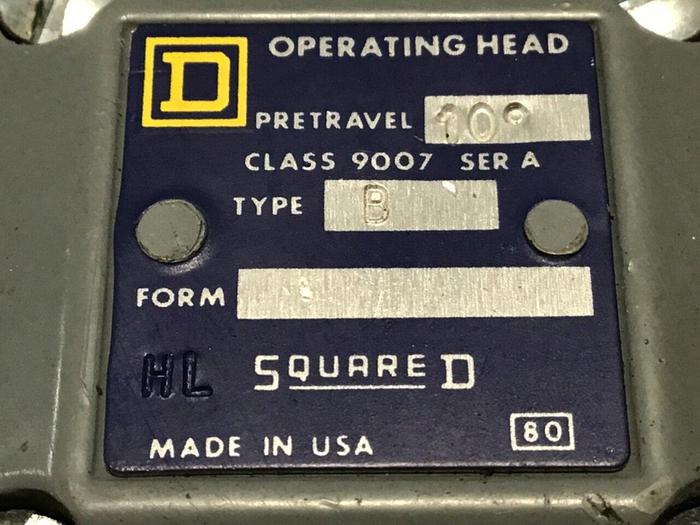 D OPERATING HEAD
PRETRAVEL 10°
CLASS 9007 SER A
TYPE B
FORM
HL SQUARE D
MADE IN USA 80